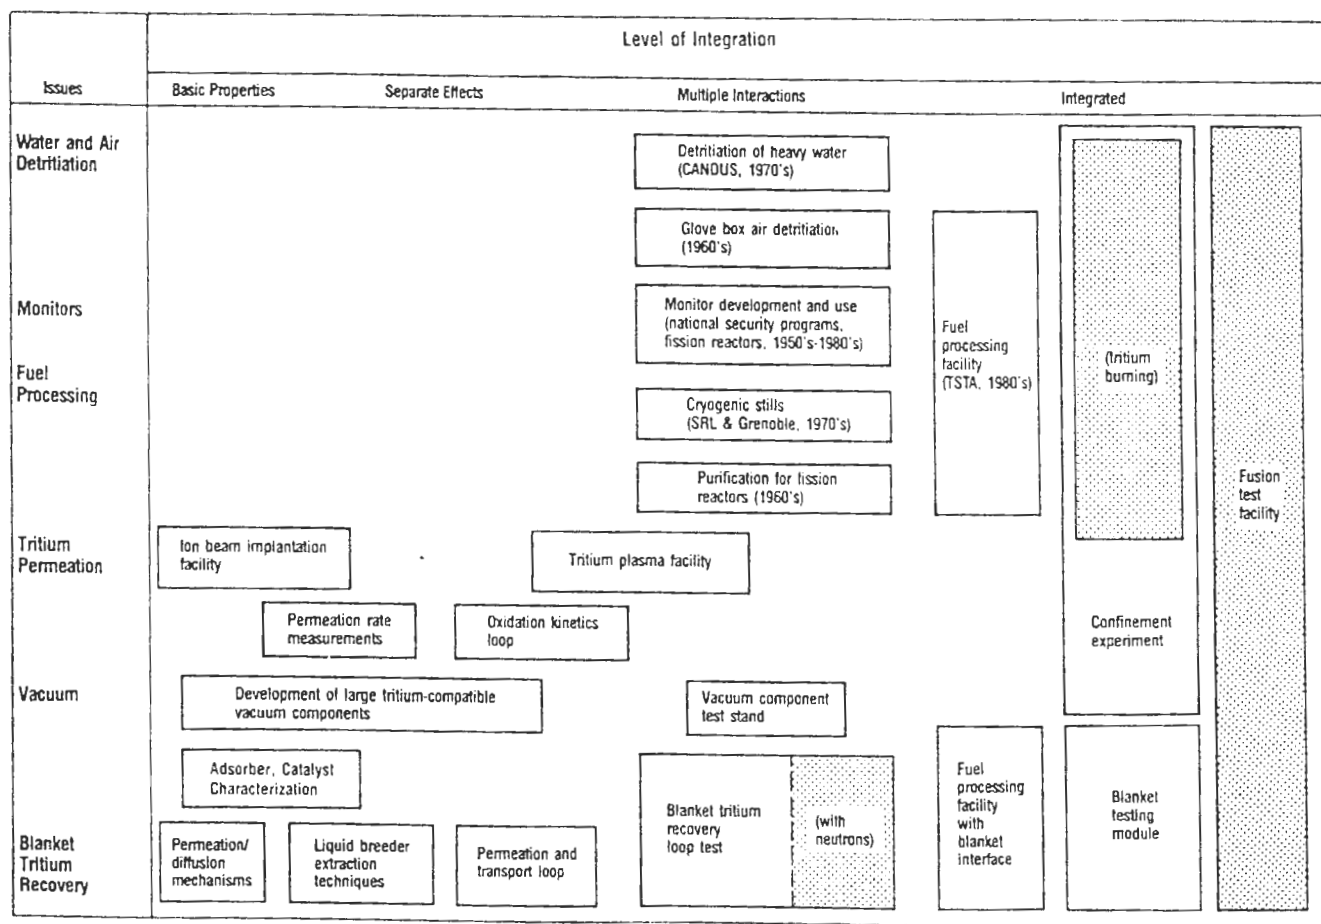 Level of Integration
Issues
Basic Properties
Separate Effects
Multiple Interactions
Integrated
Water and Air
Detritiation
Detritiation of heavy water
(CANDUS, 1970's)
Glove box air detritiation
(1960's)
Monitors
Monitor development and use
(national security programs,
fission reactors, 1950's-1980's)
Fuel
processing
facility
(TSTA, 1980's)
(tritium
burning)
Fuel
Processing
Cryogenic stills
(SRL & Grenoble, 1970's)
Purification for fission
reactors (1960's)
Fusion
test
facility
Tritium
Permeation
Ion beam implantation
facility
Tritium plasma facility
Permeation rate
measurements
Oxidation kinetics
loop
Confinement
experiment
Vacuum
Development of large tritium-compatible
vacuum components
Vacuum component
test stand
Adsorber, Catalyst
Characterization
Blanket tritium
recovery
loop test
(with
neutrons)
Fuel
processing
facility
with
blanket
interface
Blanket
testing
module
Blanket
Tritium
Recovery
Permeation/
diffusion
mechanisms
Liquid breeder
extraction
techniques
Permeation and
transport loop